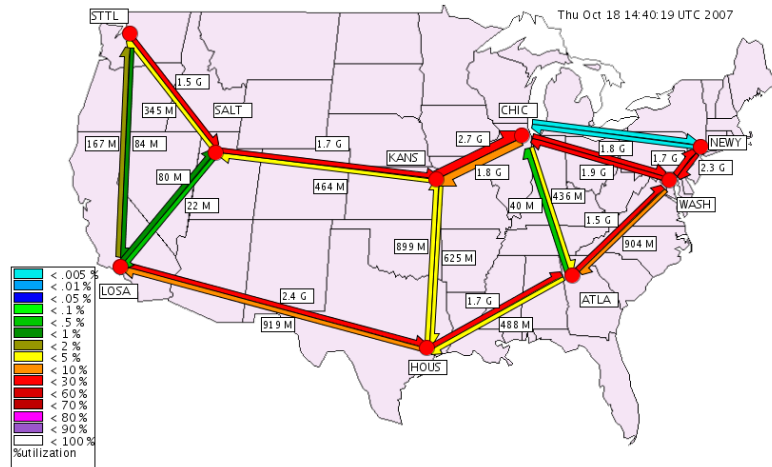 STTL
Thu Oct 18 14:40:19 UTC 2007
1.5 G
345 M
SALT
CHIC
167 M
84 M
1.7 G
2.7 G
1.8 G
NEWY
KANS
1.7 G
80 M
464 M
1.8 G
1.9 G
2.3 G
22 M
40 M
436 M
WASH
1.5 G
899 M
625 M
904 M
LOSA
2.4 G
1.7 G
ATLA
919 M
488 M
HOUS
< .005 %
< .01 %
< .05 %
< .1 %
< .5 %
< 1 %
< 2 %
< 5 %
< 10 %
< 30 %
< 60 %
< 70 %
< 80 %
< 90 %
< 100 %
%utilization